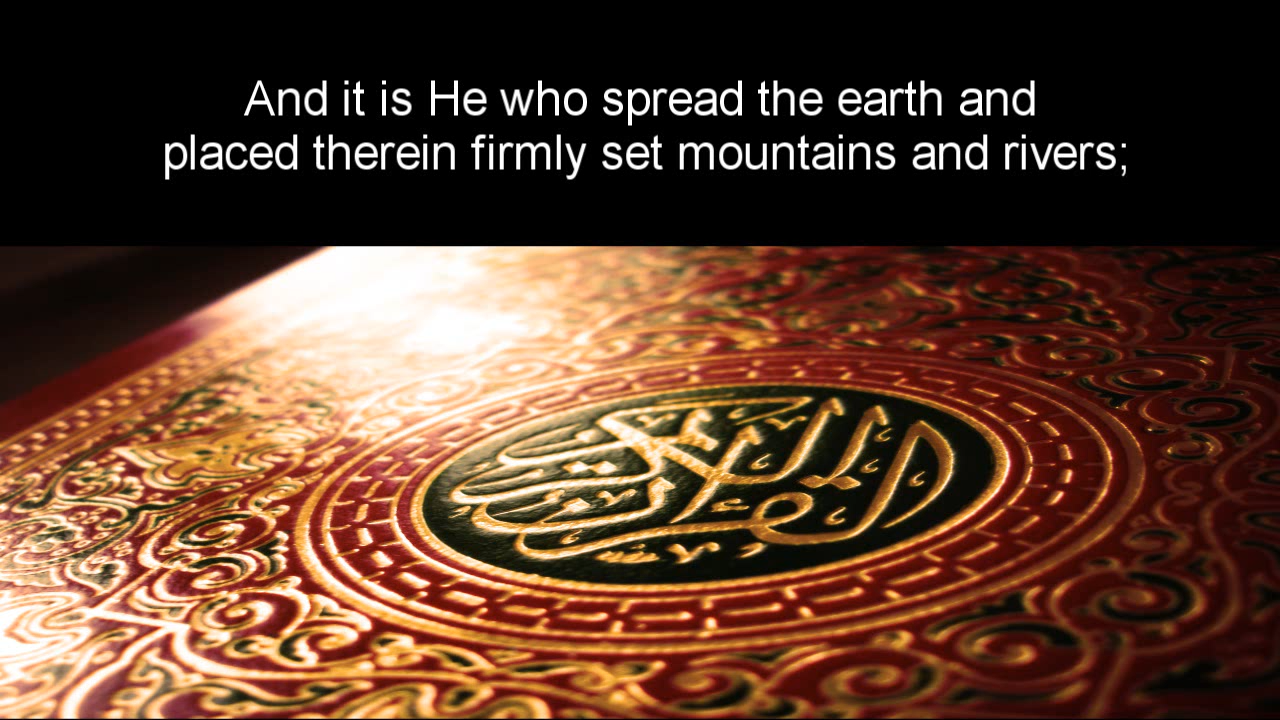 And it is He who spread the earth and
placed therein firmly set mountains and rivers;
القرآن الكريم